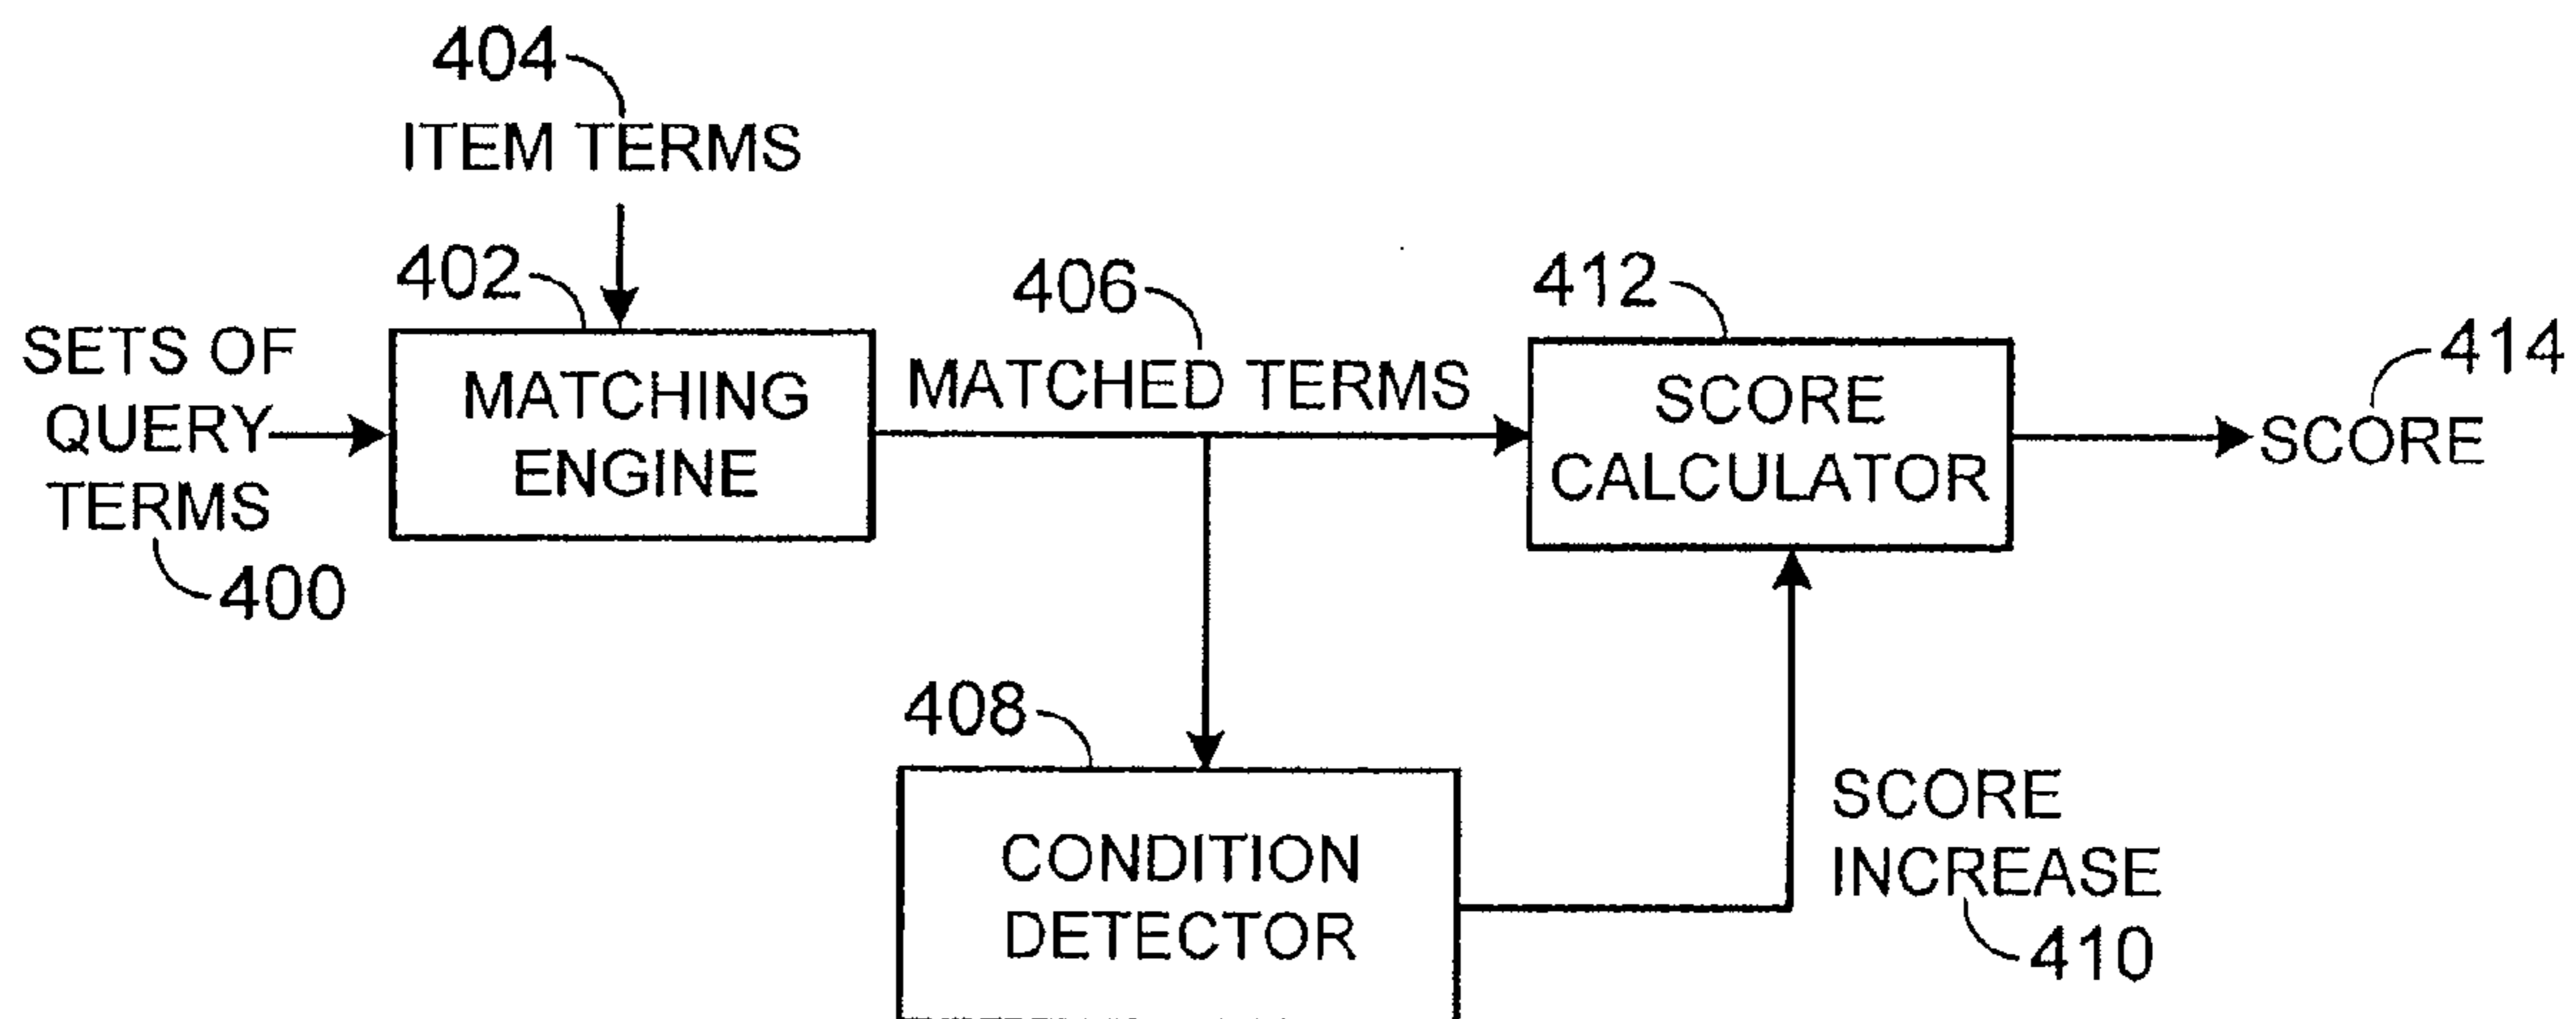 404
ITEM TERMS
402
SETS OF
QUERY
TERMS
400
MATCHING
ENGINE
406
MATCHED TERMS
412
SCORE
CALCULATOR
414
SCORE
408
CONDITION
DETECTOR
SCORE
INCREASE
410